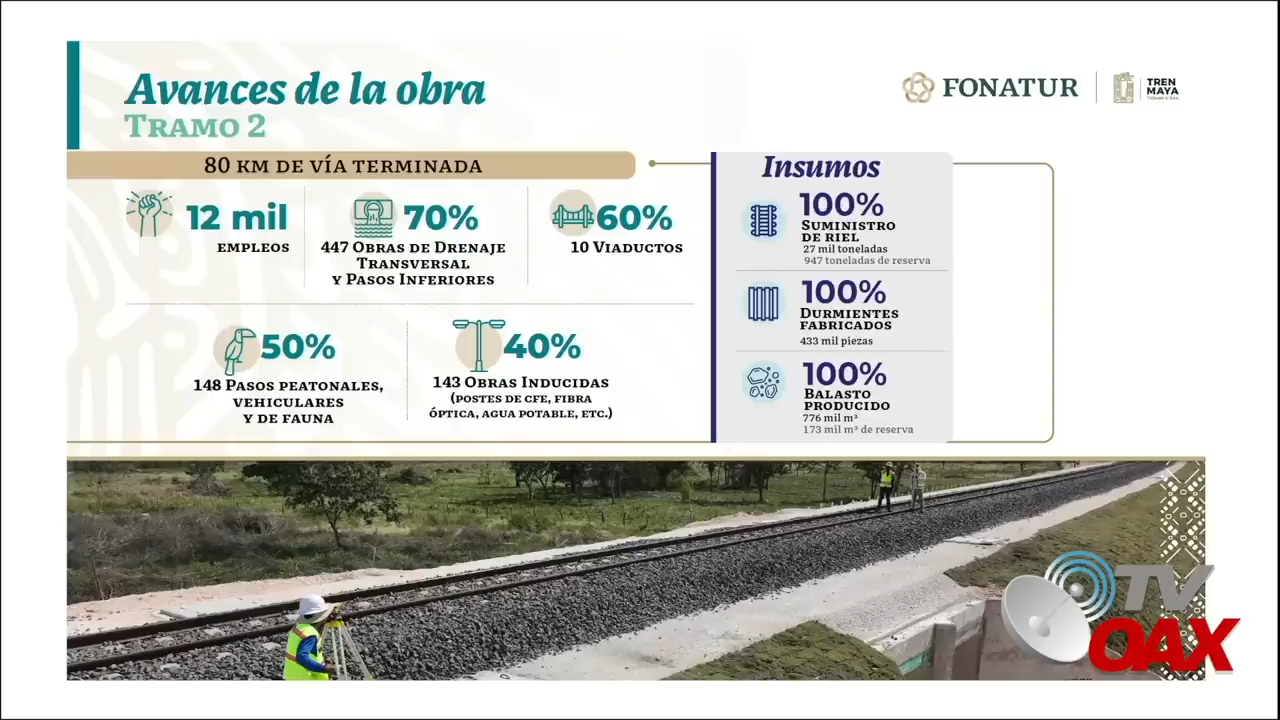 Avances de la obra
TRAMO 2
FONATUR
TREN
MAYA
80 KM DE VÍA TERMINADA
12 mil
EMPLEOS
70%
447 OBRAS DE DRENAJE
TRANSVERSAL
Y PASOS INFERIORES
60%
10 VIADUCTOS
50%
148 PASOS PEATONALES,
VEHICULARES
Y DE FAUNA
40%
143 OBRAS INDUCIDAS
(POSTES DE CFE, FIBRA
ÓPTICA, AGUA POTABLE, ETC.)
Insumos
100%
SUMINISTRO
DE RIEL
27 mil toneladas
947 toneladas de reserva
100%
DURMIENTES
FABRICADOS
433 mil piezas
100%
BALASTO
PRODUCIDO
776 mil m³
173 mil m³ de reserva
TV
OAX